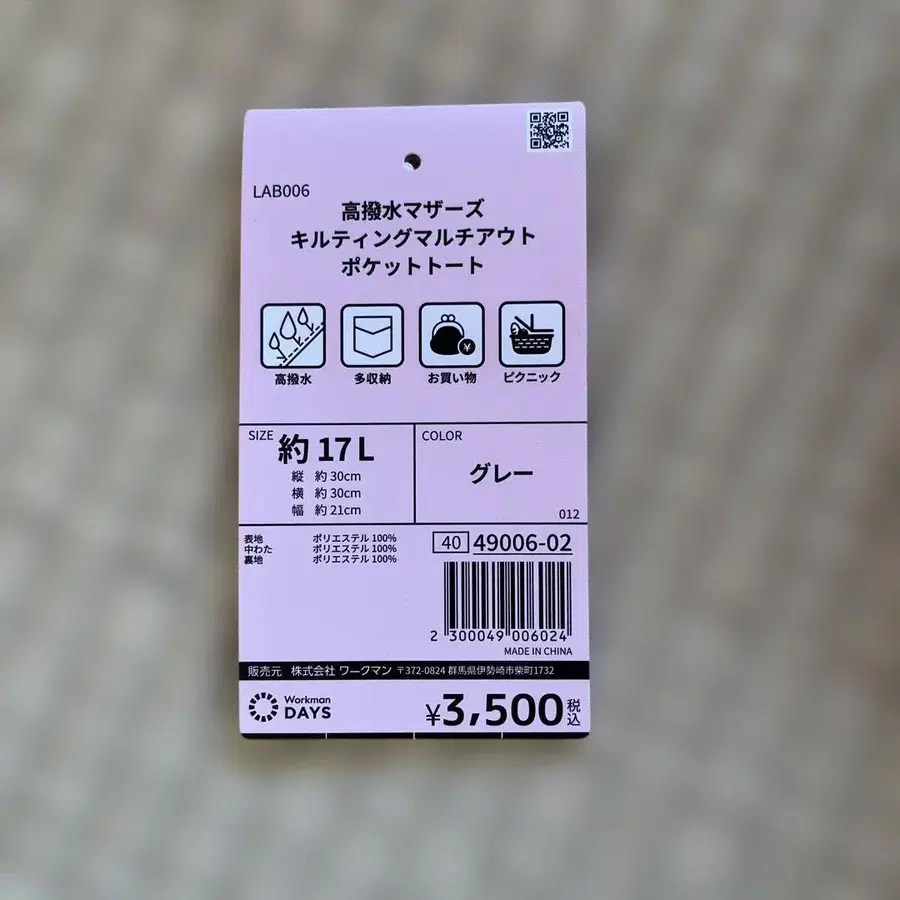 LAB006
高撥水マザーズ
キルティングマルチアウト
ポケットトート
高撥水 多収納 お買い物 ピクニック
SIZE 約 17 L
縦 約 30cm
横 約 30cm
幅 約 21cm
COLOR
グレー
012
表地 ポリエステル 100%
中わた ポリエステル 100%
裏地 ポリエステル 100%
40 49006-02
2 300049 006024
MADE IN CHINA
販売元 株式会社 ワークマン 〒372-0824 群馬県伊勢崎市柴町1732
Workman
DAYS
¥3,500 税込